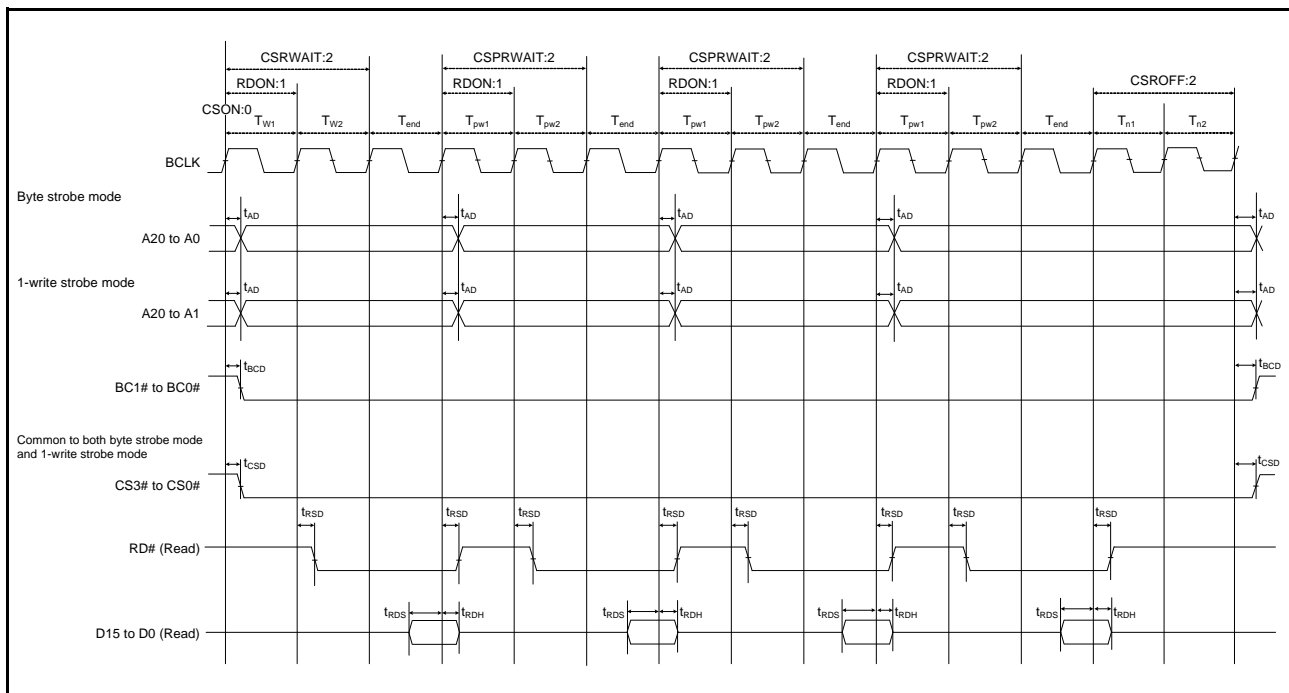 CSRWAIT:2 CSPRWAIT:2 CSPRWAIT:2 CSPRWAIT:2
RDON:1 RDON:1 RDON:1 RDON:1 CSROFF:2
CSON:0
TW1 TW2 Tend Tpw1 Tpw2 Tend Tpw1 Tpw2 Tend Tpw1 Tpw2 Tend Tn1 Tn2
BCLK
Byte strobe mode
tAD tAD tAD tAD tAD
A20 to A0
1-write strobe mode
tAD tAD tAD tAD tAD
A20 to A1
tBCD tBCD
BC1# to BC0#
Common to both byte strobe mode
and 1-write strobe mode
tCSD tCSD
CS3# to CS0#
tRSD tRSD tRSD tRSD tRSD tRSD tRSD tRSD
RD# (Read)
tRDS tRDH tRDS tRDH tRDS tRDH tRDS tRDH
D15 to D0 (Read)